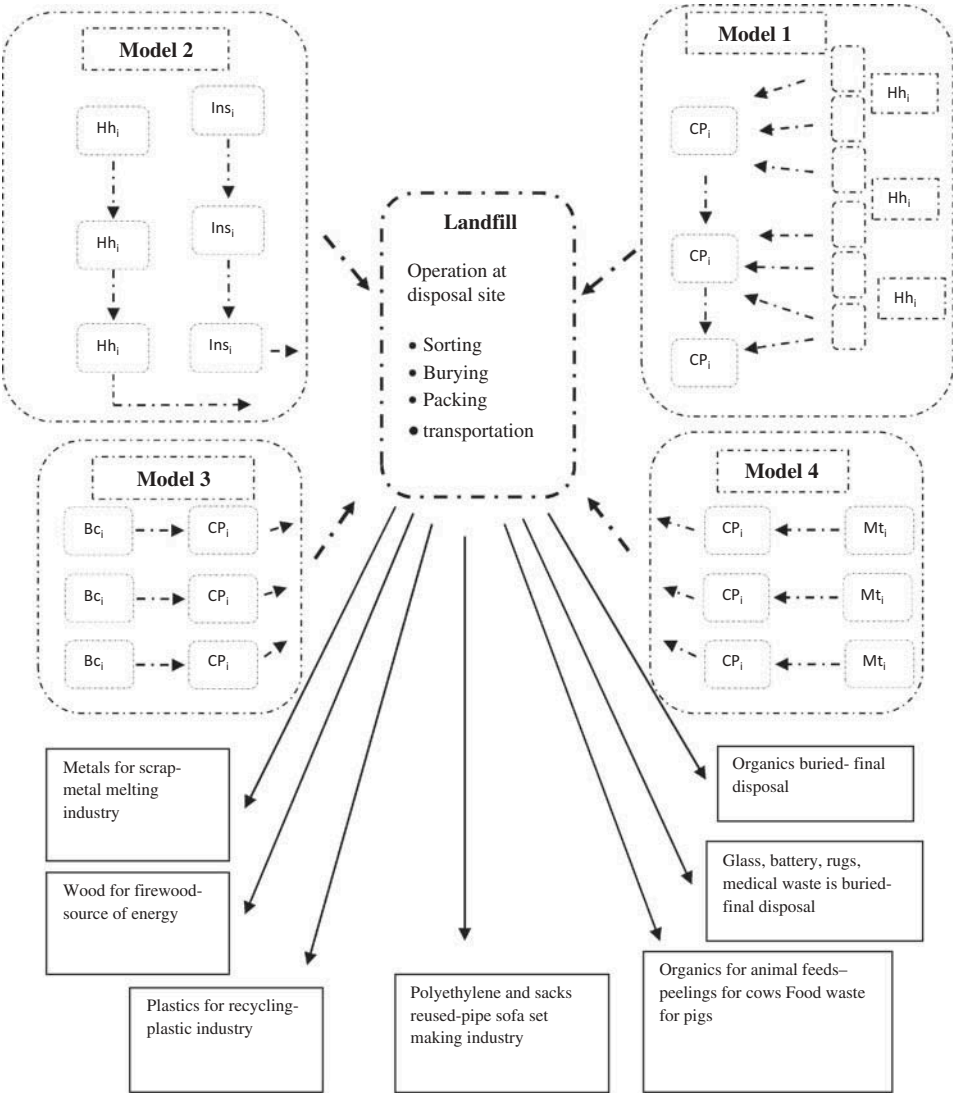 Model 2
Hhᵢ
Hhᵢ
Hhᵢ
Insᵢ
Insᵢ
Insᵢ
Model 1
CPᵢ
CPᵢ
CPᵢ
Hhᵢ
Hhᵢ
Hhᵢ
Landfill
Operation at
disposal site
• Sorting
• Burying
• Packing
• transportation
Model 3
Bcᵢ
CPᵢ
Bcᵢ
CPᵢ
Bcᵢ
CPᵢ
Model 4
CPᵢ
Mtᵢ
CPᵢ
Mtᵢ
CPᵢ
Mtᵢ
Metals for scrap-
metal melting
industry
Wood for firewood-
source of energy
Plastics for recycling-
plastic industry
Polyethylene and sacks
reused-pipe sofa set
making industry
Organics for animal feeds–
peelings for cows Food waste
for pigs
Glass, battery, rugs,
medical waste is buried-
final disposal
Organics buried- final
disposal